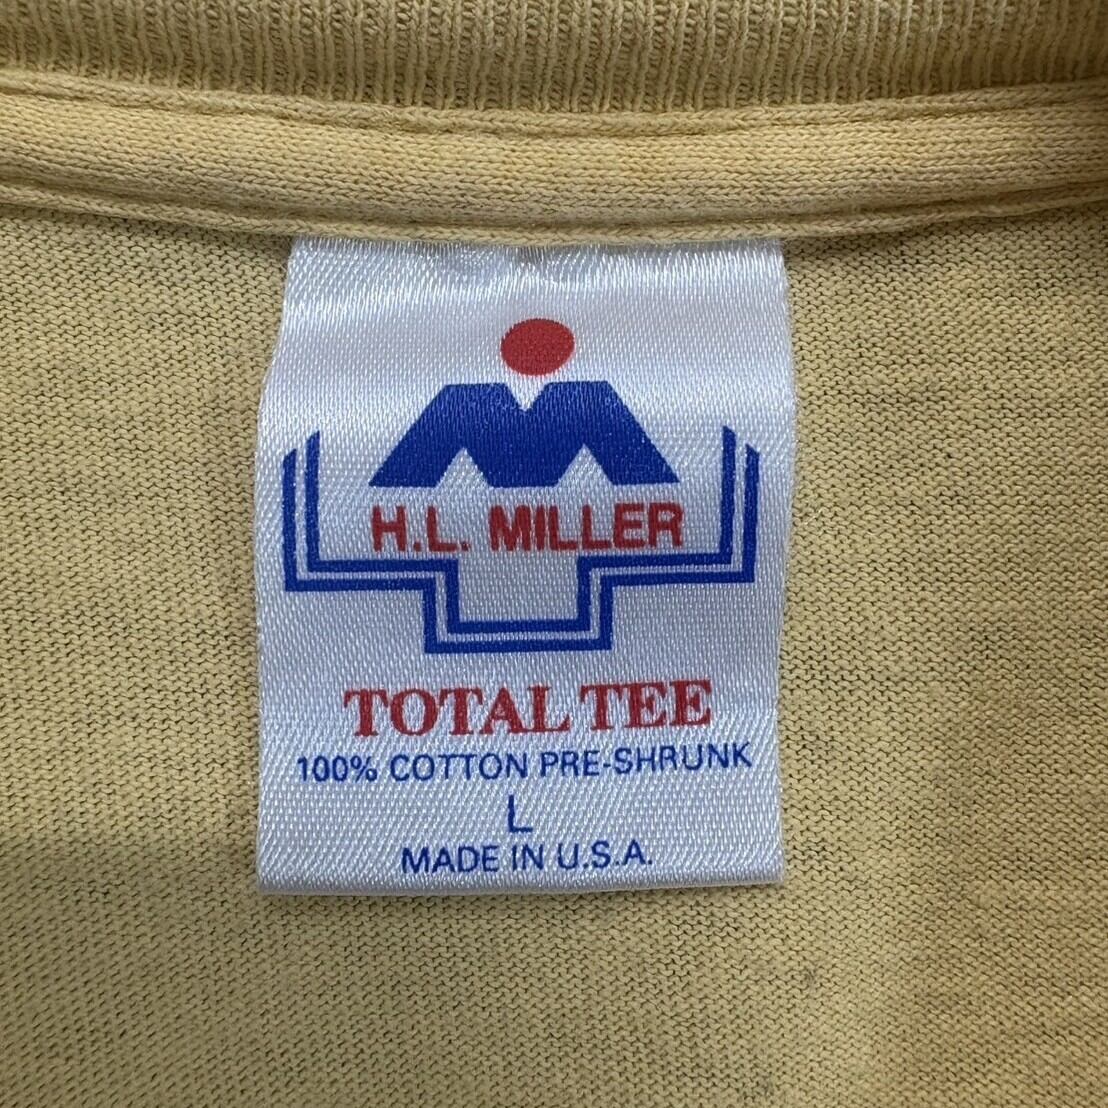 H.L. MILLER
TOTAL TEE
100% COTTON PRE-SHRUNK
L
MADE IN U.S.A.